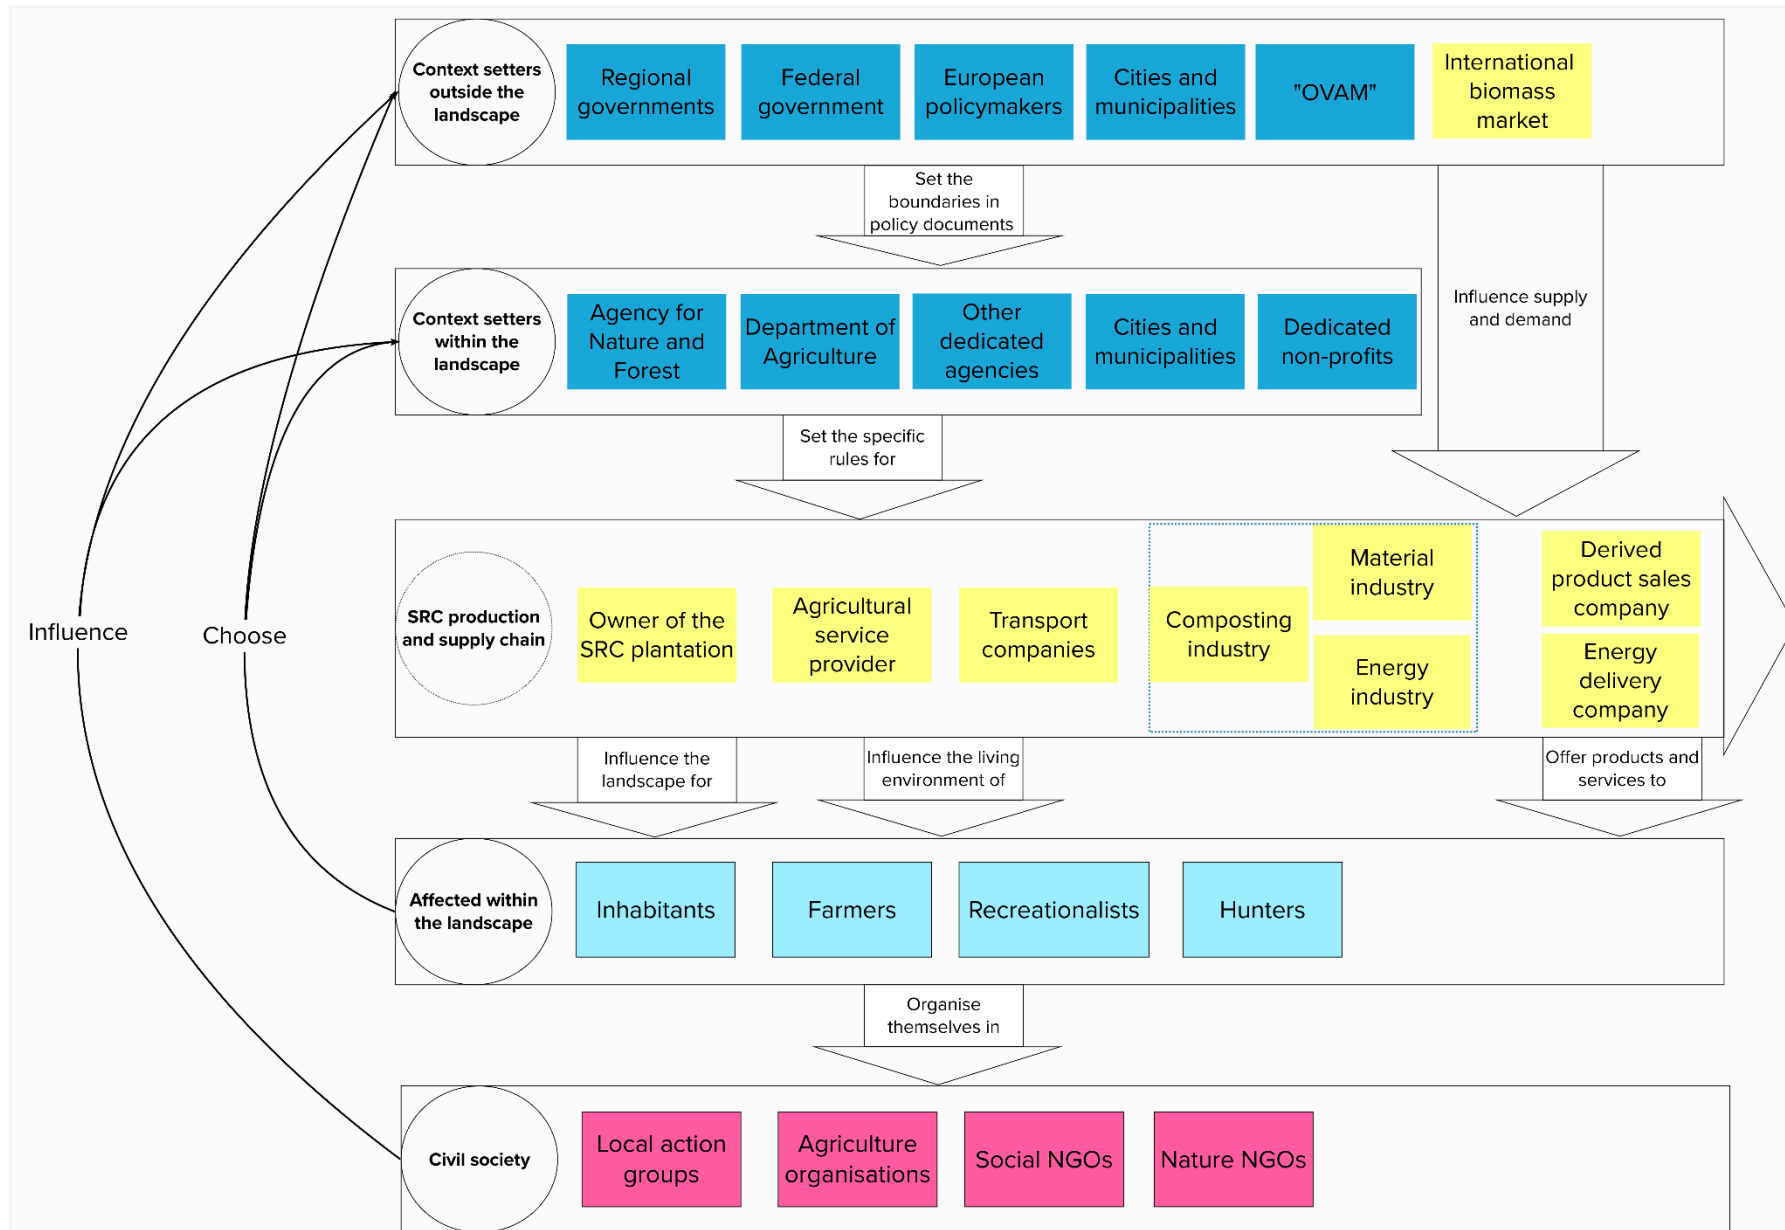 Context setters
outside the
landscape
Regional
governments
Federal
government
European
policymakers
Cities and
municipalities
"OVAM"
International
biomass
market
Set the
boundaries in
policy documents
Influence supply
and demand
Context setters
within the
landscape
Agency for
Nature and
Forest
Department of
Agriculture
Other
dedicated
agencies
Cities and
municipalities
Dedicated
non-profits
Set the specific
rules for
Influence
Choose
SRC production
and supply chain
Owner of the
SRC plantation
Agricultural
service
provider
Transport
companies
Composting
industry
Material
industry
Energy
industry
Derived
product sales
company
Energy
delivery
company
Influence the
landscape for
Influence the living
environment of
Offer products and
services to
Affected within
the landscape
Inhabitants
Farmers
Recreationalists
Hunters
Organise
themselves in
Civil society
Local action
groups
Agriculture
organisations
Social NGOs
Nature NGOs